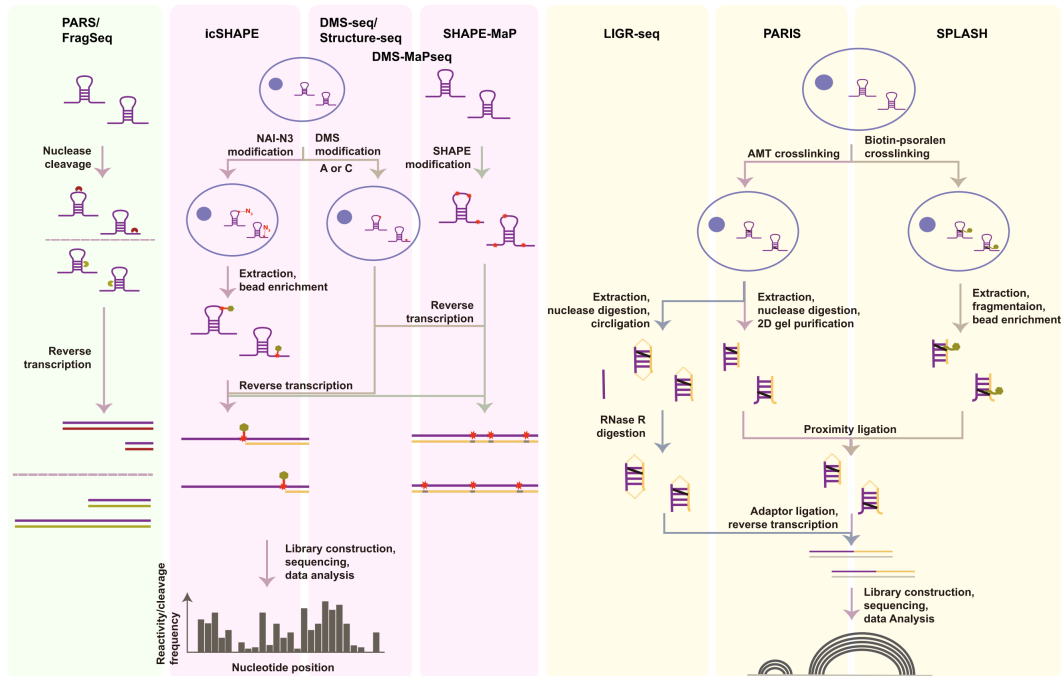 PARS/
FragSeq
icSHAPE
DMS-seq/
Structure-seq
SHAPE-MaP
DMS-MaPseq
LIGR-seq
PARIS
SPLASH
Nuclease
cleavage
Reverse
transcription
NAI-N3
modification
DMS
modification
A or C
SHAPE
modification
N3
N3
Extraction,
bead enrichment
Reverse
transcription
Reverse transcription
Library construction,
sequencing,
data analysis
Reactivity/cleavage
frequency
Nucleotide position
AMT crosslinking
Biotin-psoralen
crosslinking
Extraction,
nuclease digestion,
circligation
Extraction,
nuclease digestion,
2D gel purification
Extraction,
fragmentaion,
bead enrichment
RNase R
digestion
Proximity ligation
Adaptor ligation,
reverse transcription
Library construction,
sequencing,
data Analysis